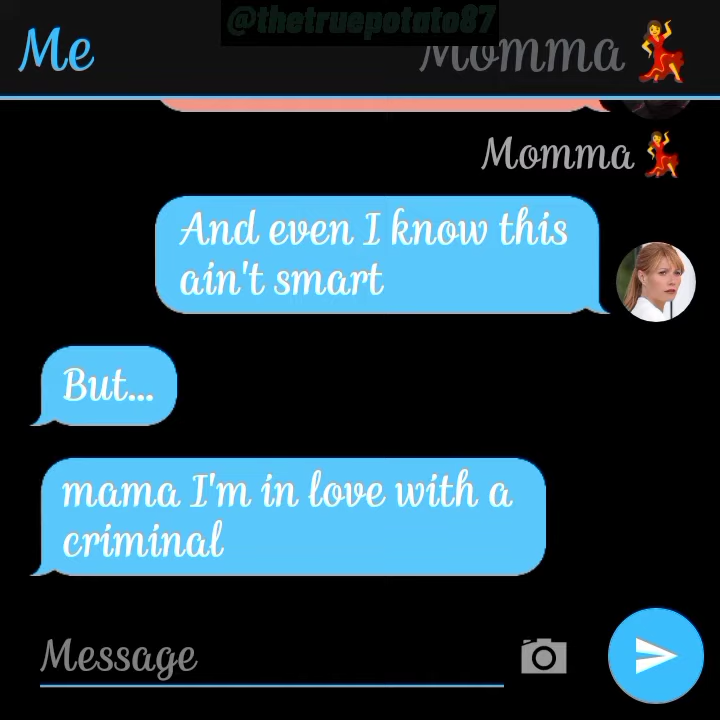 @thetruepotato87
Me
Momma
Momma
And even I know this
ain't smart
But...
mama I'm in love with a
criminal
Message